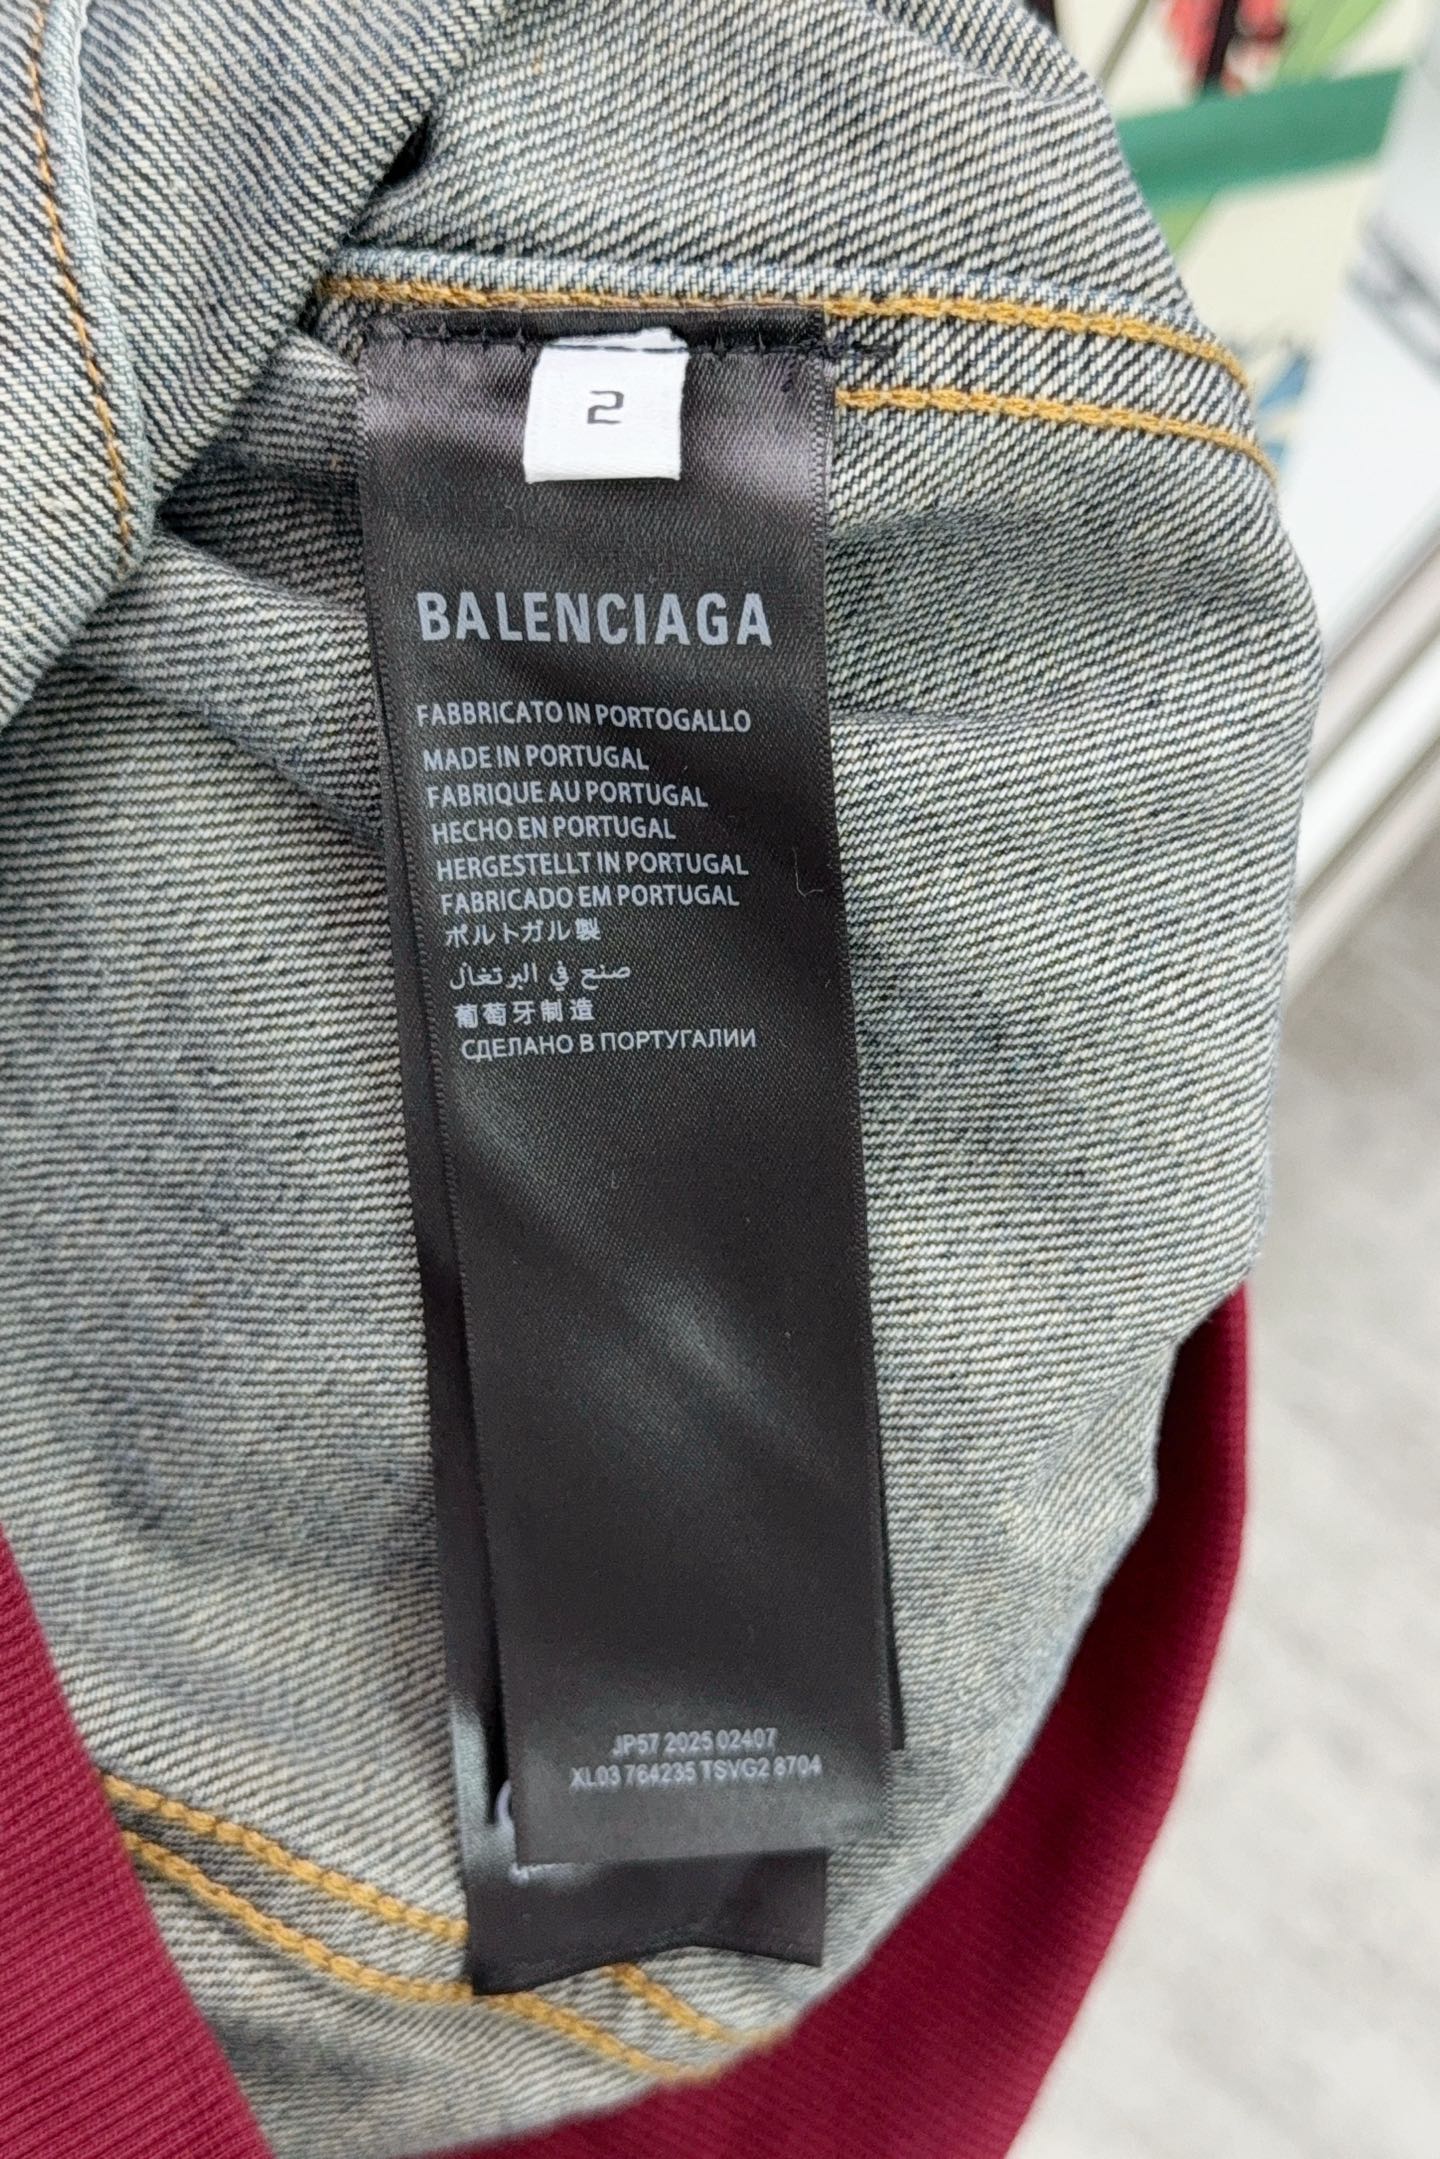 2
BALENCIAGA
FABBRICATO IN PORTOGALLO
MADE IN PORTUGAL
FABRIQUE AU PORTUGAL
HECHO EN PORTUGAL
HERGESTELLT IN PORTUGAL
FABRICADO EM PORTUGAL
ポルトガル製
صنع في البرتغال
葡萄牙制造
СДЕЛАНО В ПОРТУГАЛИИ
JP57 2025 02407
XL03 764235 TSVG2 8704